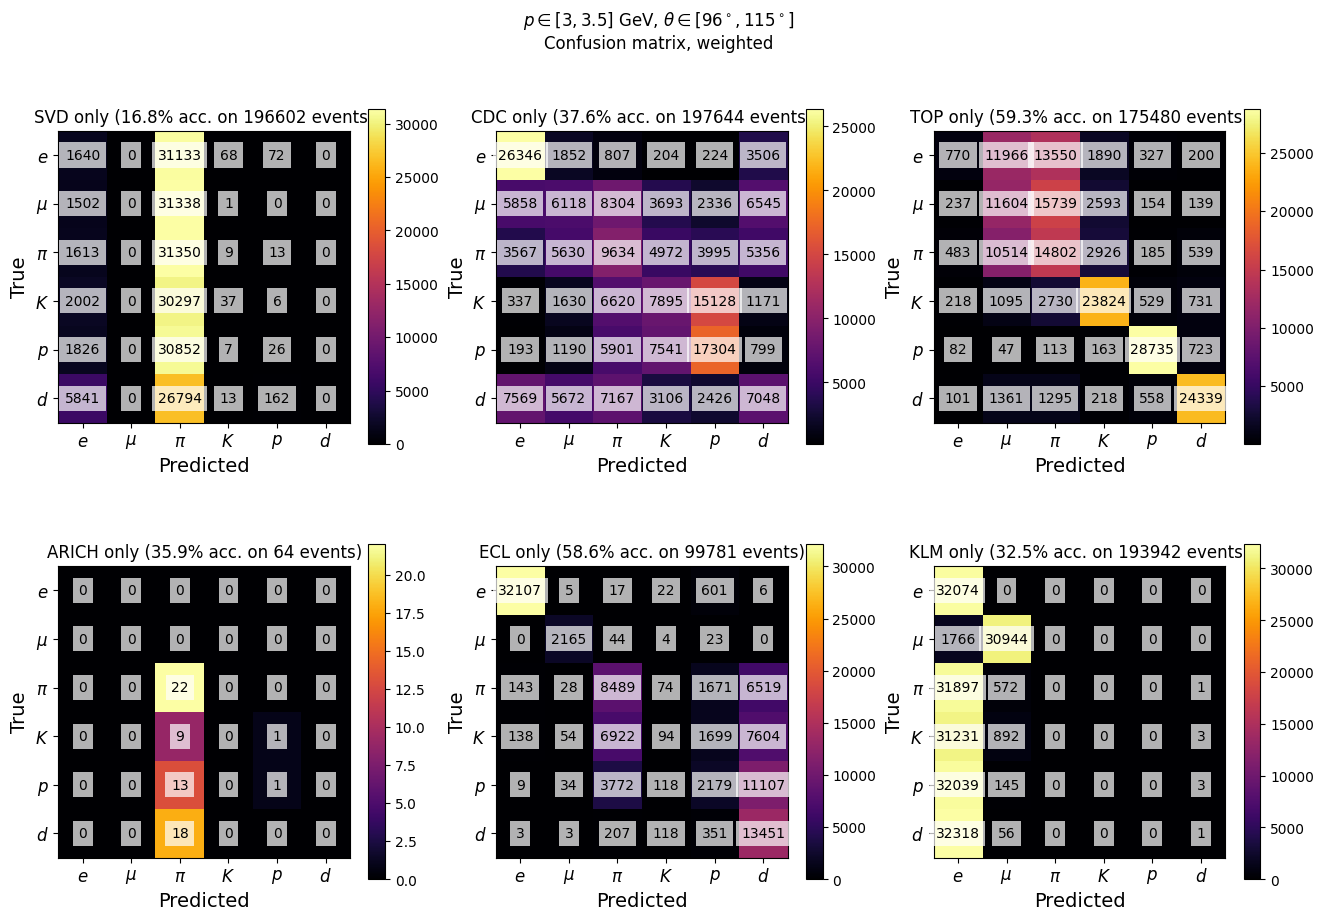 p ∈ [3, 3.5] GeV, θ ∈ [96°, 115°]
Confusion matrix, weighted
SVD only (16.8% acc. on 196602 events
True
e 1640 0 31133 68 72 0
μ 1502 0 31338 1 0 0
π 1613 0 31350 9 13 0
K 2002 0 30297 37 6 0
p 1826 0 30852 7 26 0
d 5841 0 26794 13 162 0
e μ π K p d
Predicted
30000
25000
20000
15000
10000
5000
0
CDC only (37.6% acc. on 197644 events
True
e 26346 1852 807 204 224 3506
μ 5858 6118 8304 3693 2336 6545
π 3567 5630 9634 4972 3995 5356
K 337 1630 6620 7895 15128 1171
p 193 1190 5901 7541 17304 799
d 7569 5672 7167 3106 2426 7048
e μ π K p d
Predicted
25000
20000
15000
10000
5000
TOP only (59.3% acc. on 175480 events
True
e 770 11966 13550 1890 327 200
μ 237 11604 15739 2593 154 139
π 483 10514 14802 2926 185 539
K 218 1095 2730 23824 529 731
p 82 47 113 163 28735 723
d 101 1361 1295 218 558 24339
e μ π K p d
Predicted
25000
20000
15000
10000
5000
ARICH only (35.9% acc. on 64 events)
True
e 0 0 0 0 0 0
μ 0 0 0 0 0 0
π 0 0 22 0 0 0
K 0 0 9 0 1 0
p 0 0 13 0 1 0
d 0 0 18 0 0 0
e μ π K p d
Predicted
20.0
17.5
15.0
12.5
10.0
7.5
5.0
2.5
0.0
ECL only (58.6% acc. on 99781 events)
True
e 32107 5 17 22 601 6
μ 0 2165 44 4 23 0
π 143 28 8489 74 1671 6519
K 138 54 6922 94 1699 7604
p 9 34 3772 118 2179 11107
d 3 3 207 118 351 13451
e μ π K p d
Predicted
30000
25000
20000
15000
10000
5000
0
KLM only (32.5% acc. on 193942 events
True
e 32074 0 0 0 0 0
μ 1766 30944 0 0 0 0
π 31897 572 0 0 0 1
K 31231 892 0 0 0 3
p 32039 145 0 0 0 3
d 32318 56 0 0 0 1
e μ π K p d
Predicted
30000
25000
20000
15000
10000
5000
0